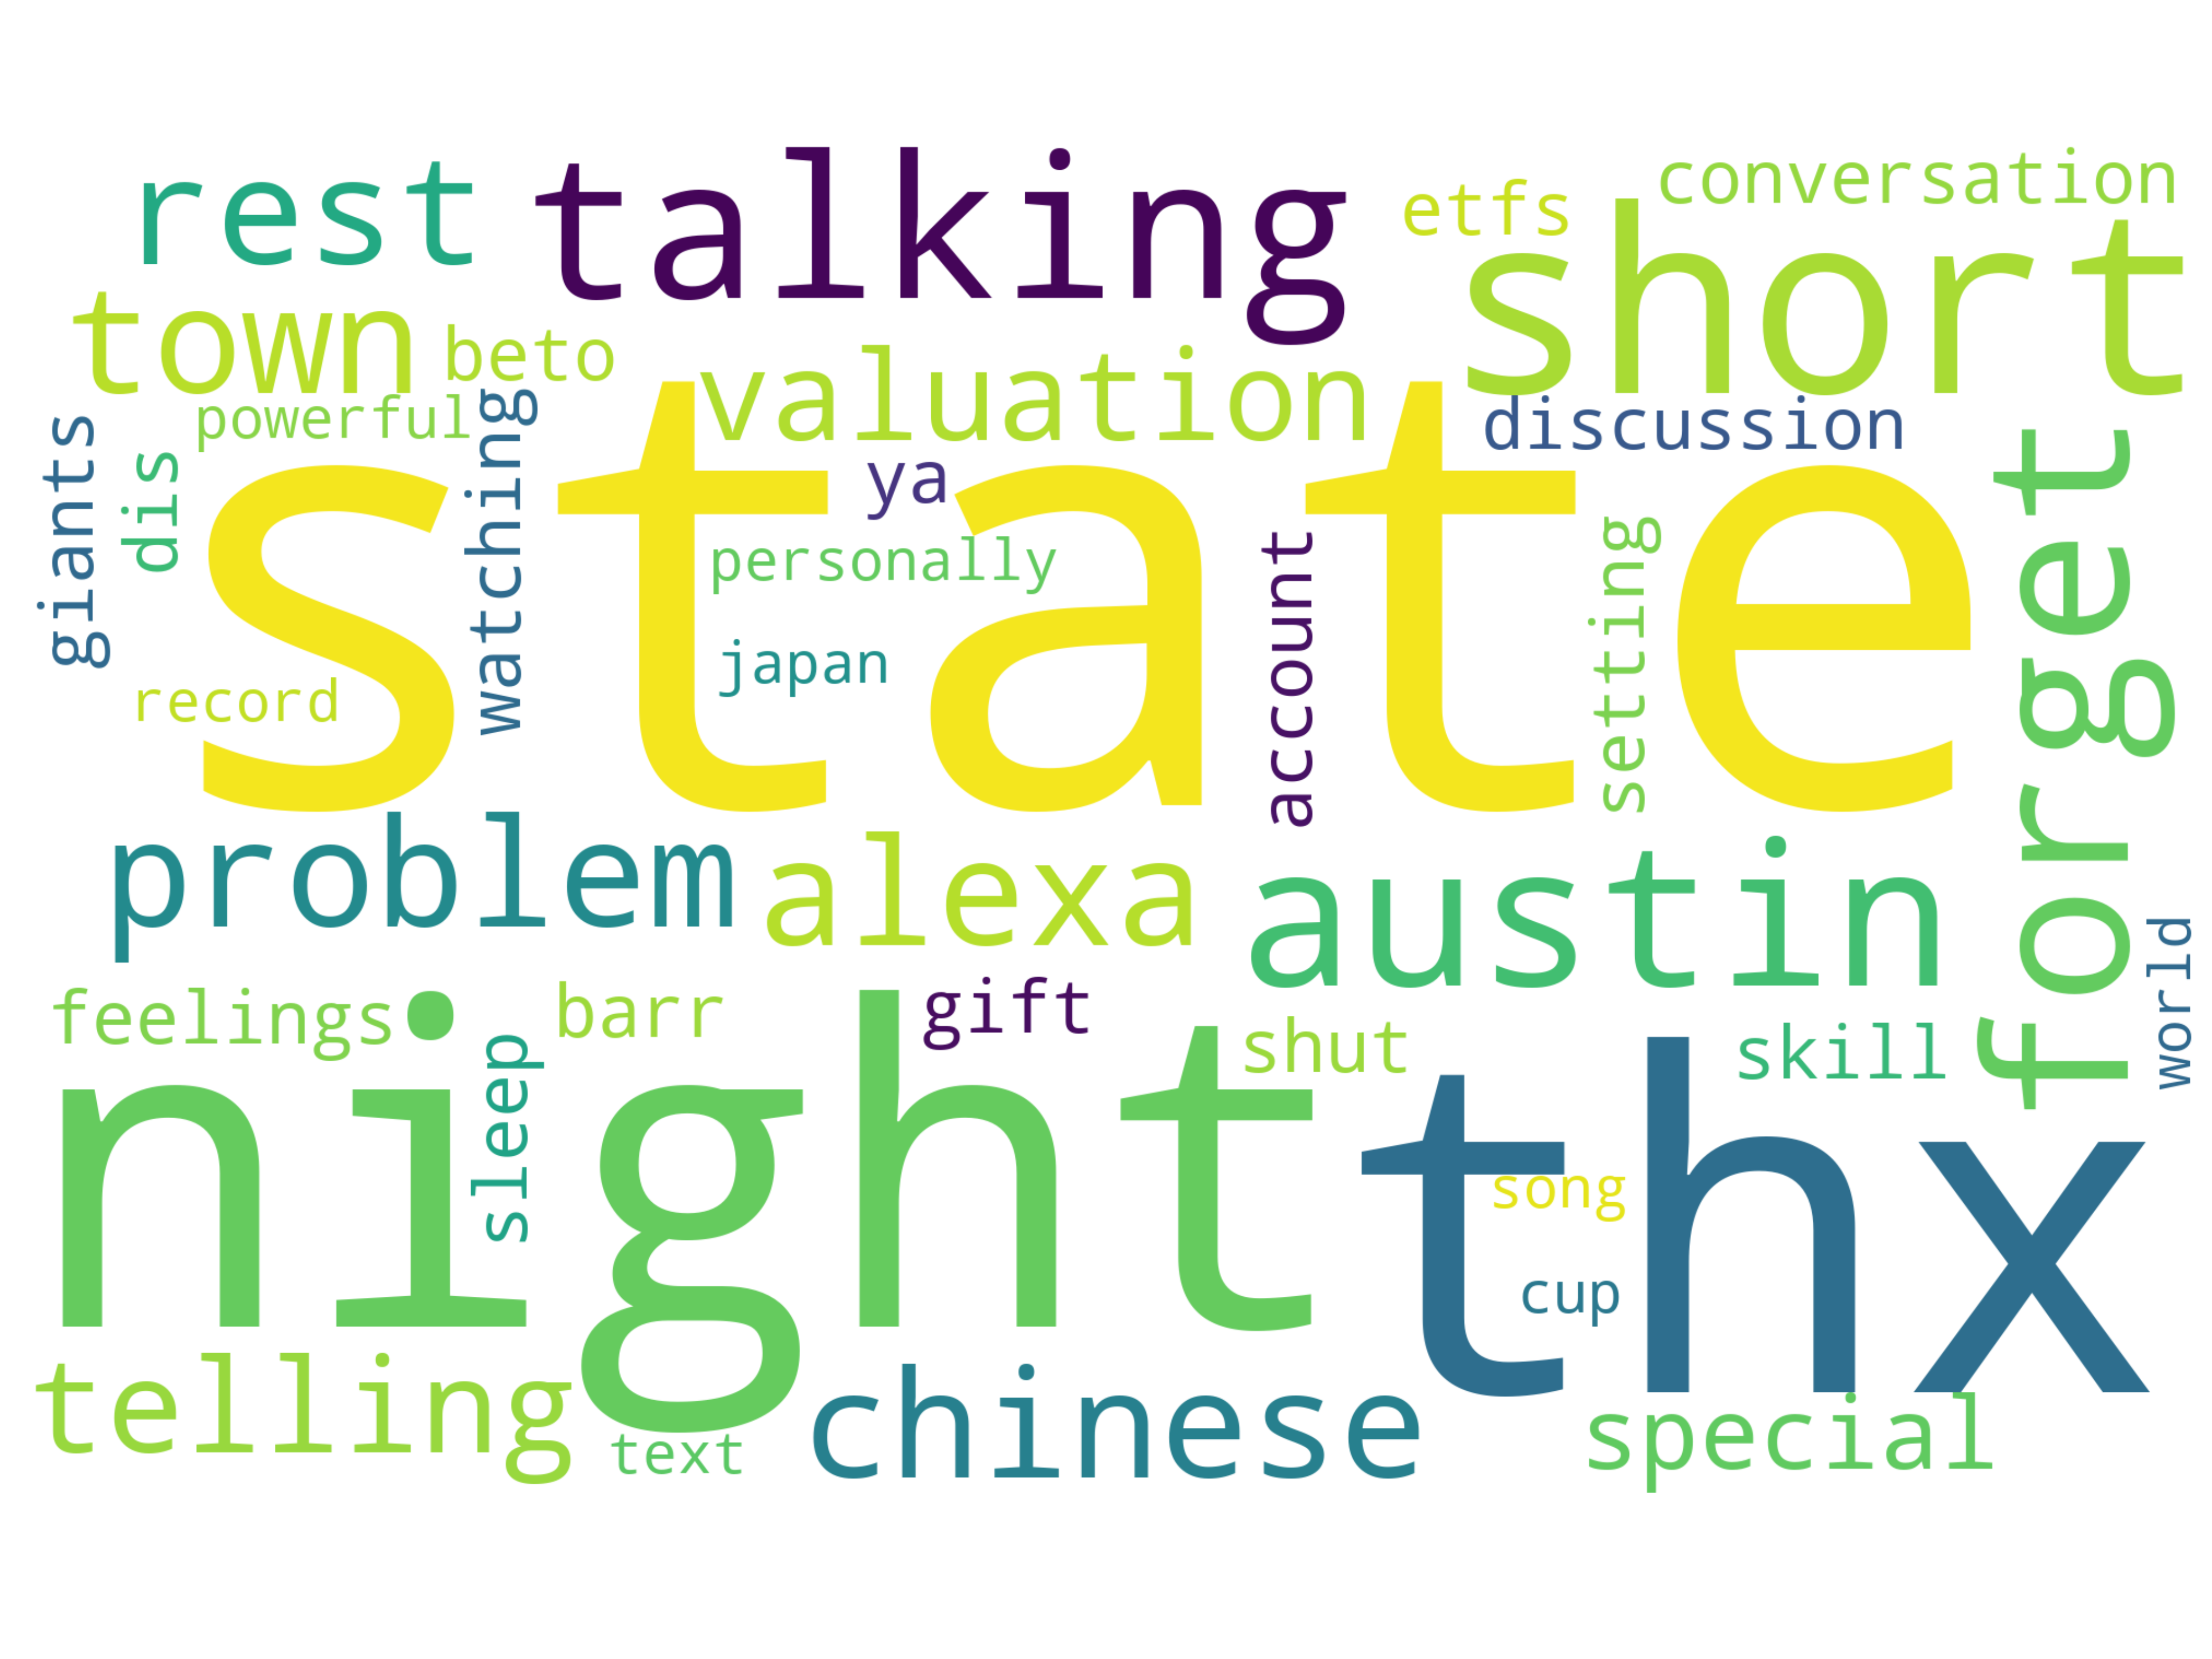 rest
talking
etfs
conversation
short
town
beto
valuation
powerful
discussion
giants
dis
watching
state
ya
personally
japan
account
setting
forget
record
problem
alexa
austin
world
feelings
barr
gift
shut
skill
sleep
night
thx
song
cup
telling
text
chinese
special